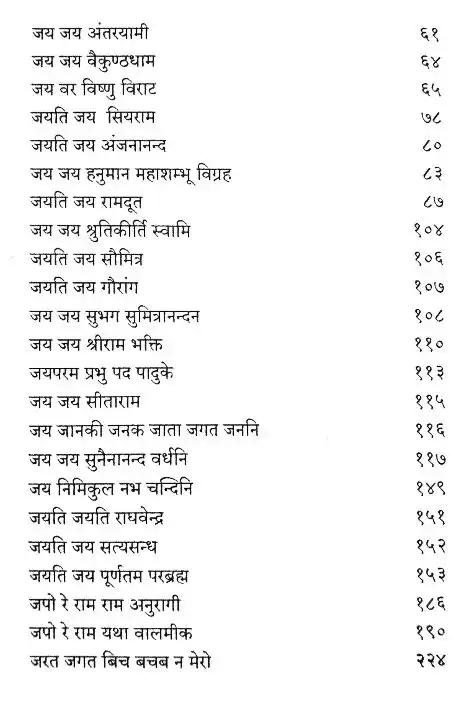 जय जय अंतरयामी ६१
जय जय वैकुण्ठधाम ६४
जय वर विष्णु विराट ६५
जयति जय सियराम ७८
जयति जय अंजनानन्द ८०
जय जय हनुमान महाशम्भू विग्रह ८३
जयति जय रामदूत ८७
जय जय श्रुतिकीर्ति स्वामि १०४
जयति जय सौमित्र १०६
जयति जय गौरांग १०७
जय जय सुभग सुमित्रानन्दन १०८
जय जय श्रीराम भक्ति ११०
जयपरम प्रभु पद पादुके ११३
जय जय सीताराम ११५
जय जानकी जनक जाता जगत जननि ११६
जय जय सुनैनानन्द वर्धनि ११७
जय निमिकुल नभ चन्दिनि १४९
जयति जयति राघवेन्द्र १५१
जयति जय सत्यसन्ध १५२
जयति जय पूर्णतम परब्रह्म १५३
जपो रे राम राम अनुरागी १८६
जपो रे राम यथा वालमीक १९०
जरत जगत बिच बचब न मेरो २२४